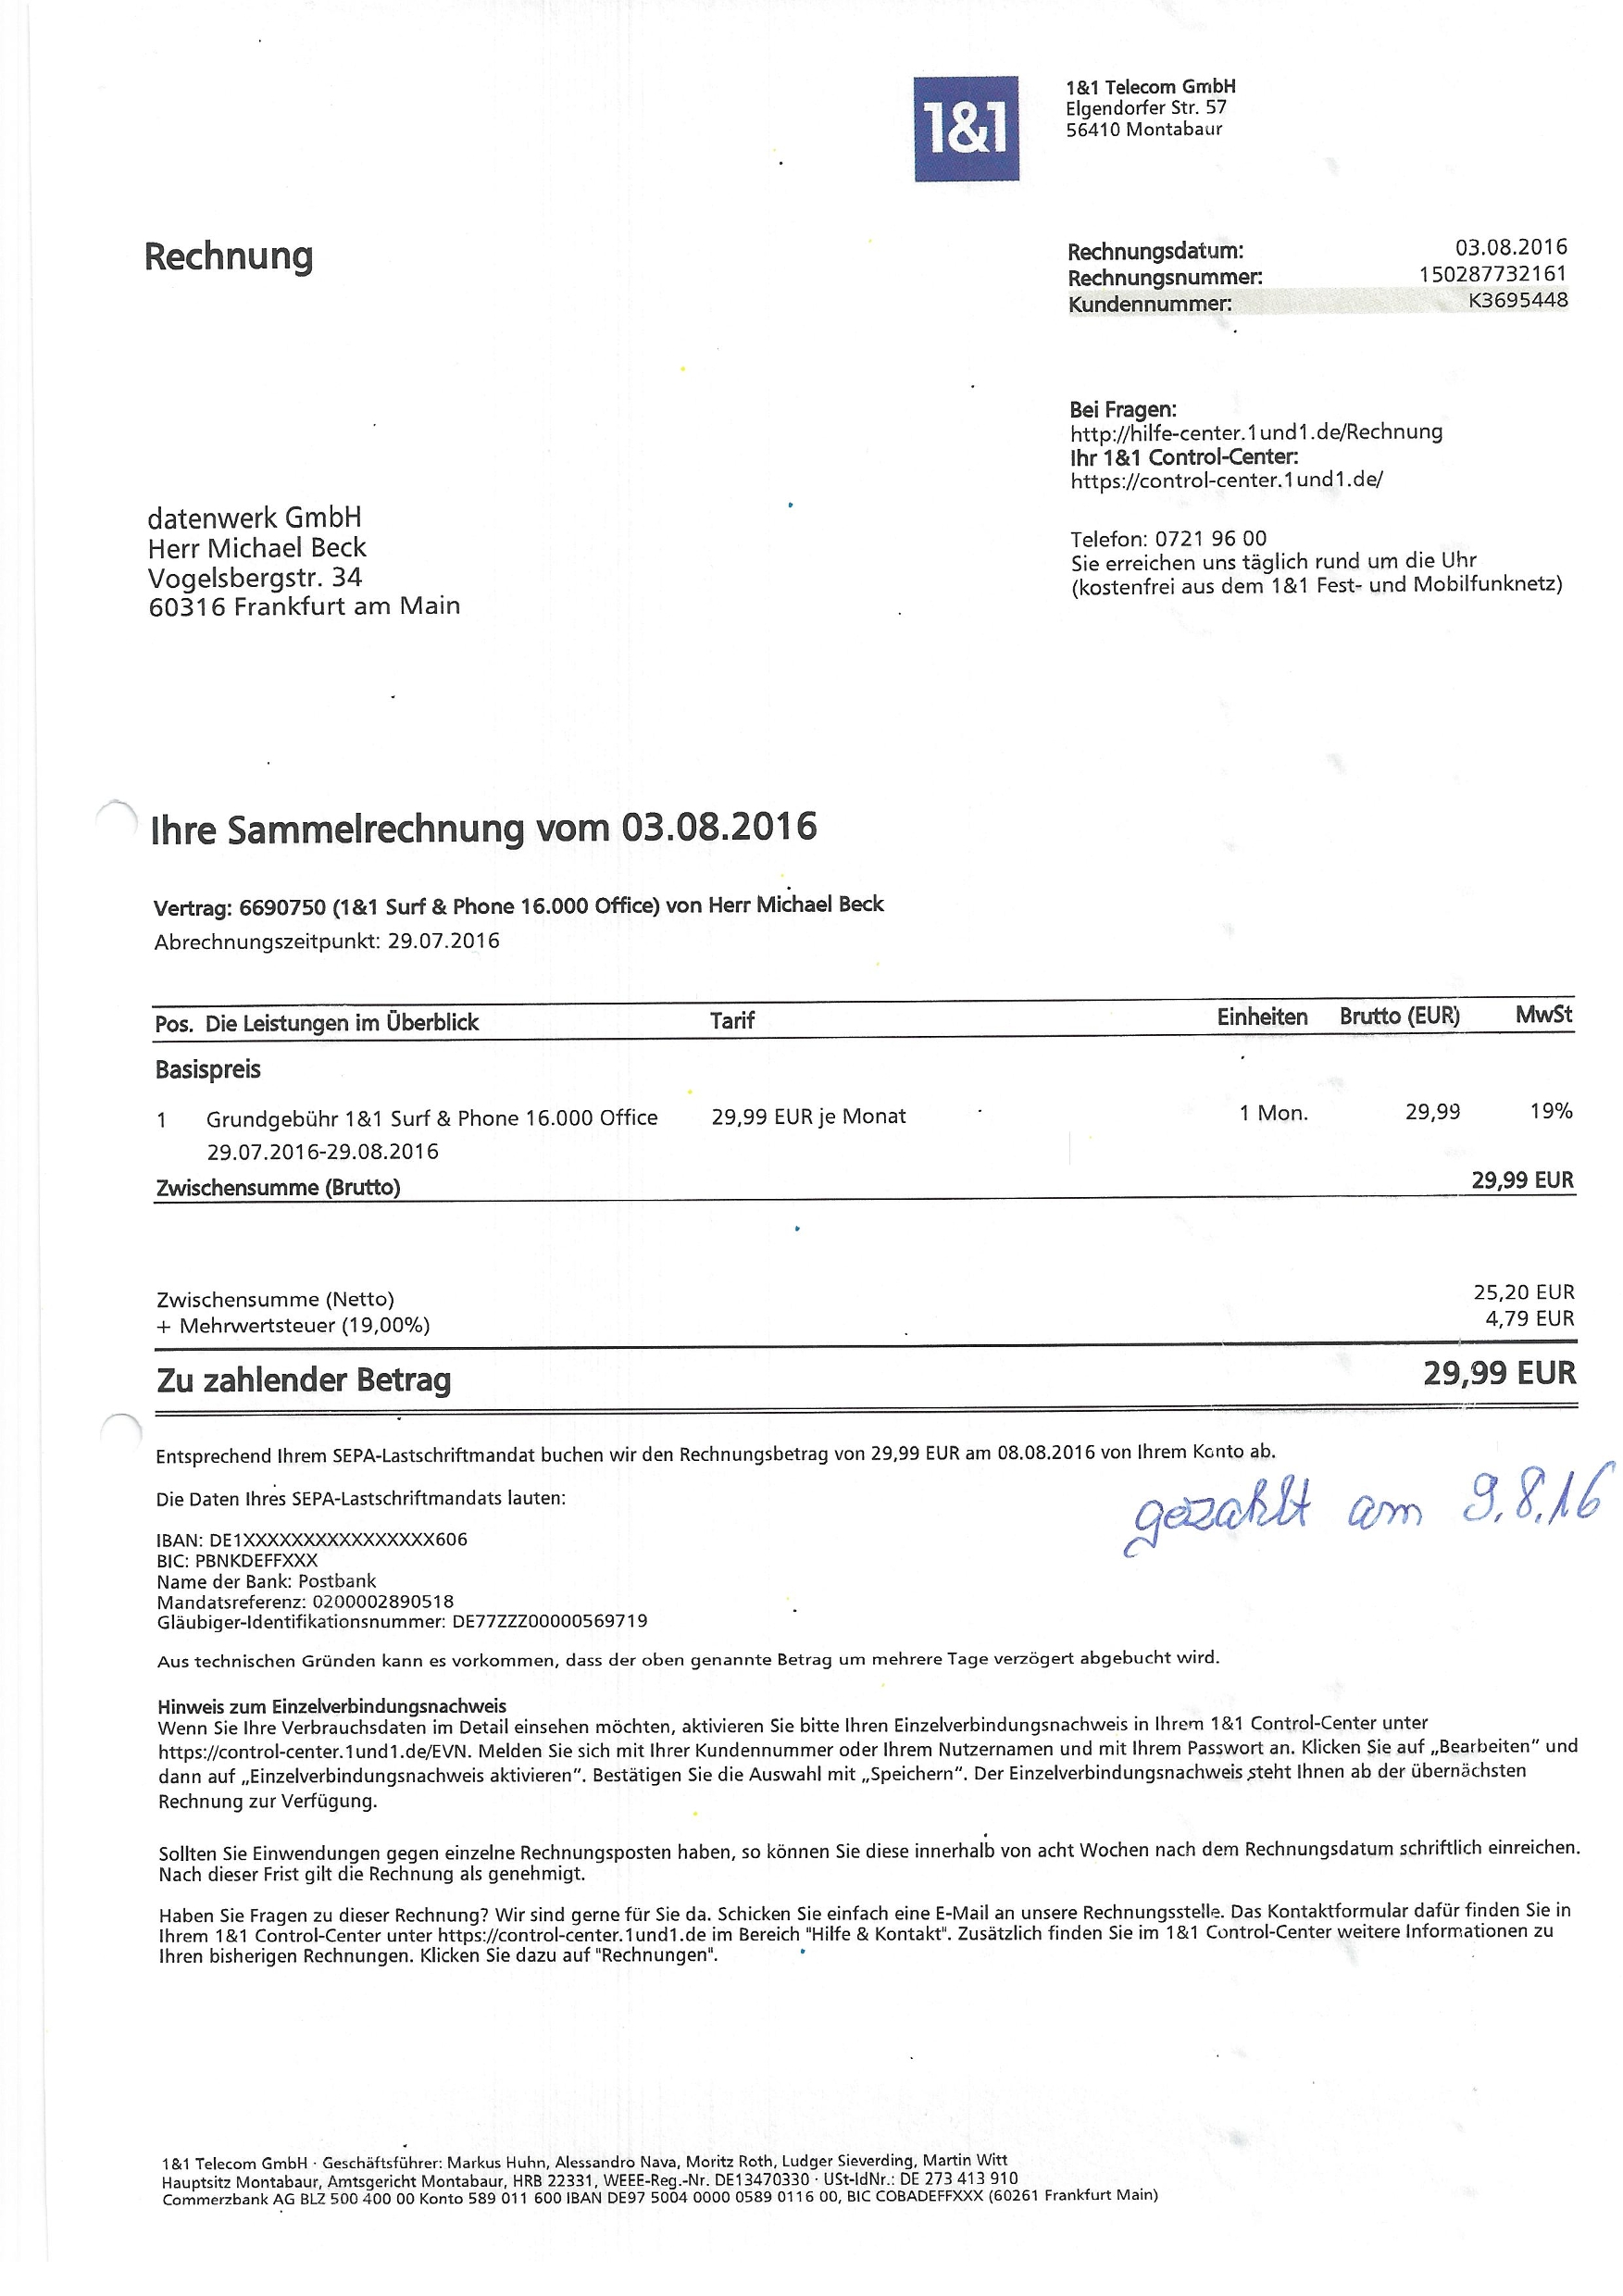 1&1
1&1 Telecom GmbH
Elgendorfer Str. 57
56410 Montabaur
Rechnung
Rechnungsdatum: 03.08.2016
Rechnungsnummer: 150287732161
Kundennummer: K3695448
Bei Fragen:
http://hilfe-center.1und1.de/Rechnung
Ihr 1&1 Control-Center:
https://control-center.1und1.de/
Telefon: 0721 96 00
Sie erreichen uns täglich rund um die Uhr
(kostenfrei aus dem 1&1 Fest- und Mobilfunknetz)
datenwerk GmbH
Herr Michael Beck
Vogelsbergstr. 34
60316 Frankfurt am Main
Ihre Sammelrechnung vom 03.08.2016
Vertrag: 6690750 (1&1 Surf & Phone 16.000 Office) von Herr Michael Beck
Abrechnungszeitpunkt: 29.07.2016
Pos. Die Leistungen im Überblick Tarif Einheiten Brutto (EUR) MwSt
Basispreis
1 Grundgebühr 1&1 Surf & Phone 16.000 Office 29,99 EUR je Monat 1 Mon. 29,99 19%
29.07.2016-29.08.2016
Zwischensumme (Brutto) 29,99 EUR
Zwischensumme (Netto) 25,20 EUR
+ Mehrwertsteuer (19,00%) 4,79 EUR
Zu zahlender Betrag 29,99 EUR
Entsprechend Ihrem SEPA-Lastschriftmandat buchen wir den Rechnungsbetrag von 29,99 EUR am 08.08.2016 von Ihrem Konto ab.
gezahlt am 9.8.16
Die Daten Ihres SEPA-Lastschriftmandats lauten:
IBAN: DE1XXXXXXXXXXXXXXXX606
BIC: PBNKDEFFXXX
Name der Bank: Postbank
Mandatsreferenz: 0200002890518
Gläubiger-Identifikationsnummer: DE77ZZZ00000569719
Aus technischen Gründen kann es vorkommen, dass der oben genannte Betrag um mehrere Tage verzögert abgebucht wird.
Hinweis zum Einzelverbindungsnachweis
Wenn Sie Ihre Verbrauchsdaten im Detail einsehen möchten, aktivieren Sie bitte Ihren Einzelverbindungsnachweis in Ihrem 1&1 Control-Center unter
https://control-center.1und1.de/EVN. Melden Sie sich mit Ihrer Kundennummer oder Ihrem Nutzernamen und mit Ihrem Passwort an. Klicken Sie auf „Bearbeiten“ und
dann auf „Einzelverbindungsnachweis aktivieren“. Bestätigen Sie die Auswahl mit „Speichern“. Der Einzelverbindungsnachweis steht Ihnen ab der übernächsten
Rechnung zur Verfügung.
Sollten Sie Einwendungen gegen einzelne Rechnungsposten haben, so können Sie diese innerhalb von acht Wochen nach dem Rechnungsdatum schriftlich einreichen.
Nach dieser Frist gilt die Rechnung als genehmigt.
Haben Sie Fragen zu dieser Rechnung? Wir sind gerne für Sie da. Schicken Sie einfach eine E-Mail an unsere Rechnungsstelle. Das Kontaktformular dafür finden Sie in
Ihrem 1&1 Control-Center unter https://control-center.1und1.de im Bereich "Hilfe & Kontakt". Zusätzlich finden Sie im 1&1 Control-Center weitere Informationen zu
Ihren bisherigen Rechnungen. Klicken Sie dazu auf "Rechnungen".
1&1 Telecom GmbH · Geschäftsführer: Markus Huhn, Alessandro Nava, Moritz Roth, Ludger Sieverding, Martin Witt
Hauptsitz Montabaur, Amtsgericht Montabaur, HRB 22331, WEEE-Reg.-Nr. DE13470330 · USt-IdNr.: DE 273 413 910
Commerzbank AG BLZ 500 400 00 Konto 589 011 600 IBAN DE97 5004 0000 0589 0116 00, BIC COBADEFFXXX (60261 Frankfurt Main)